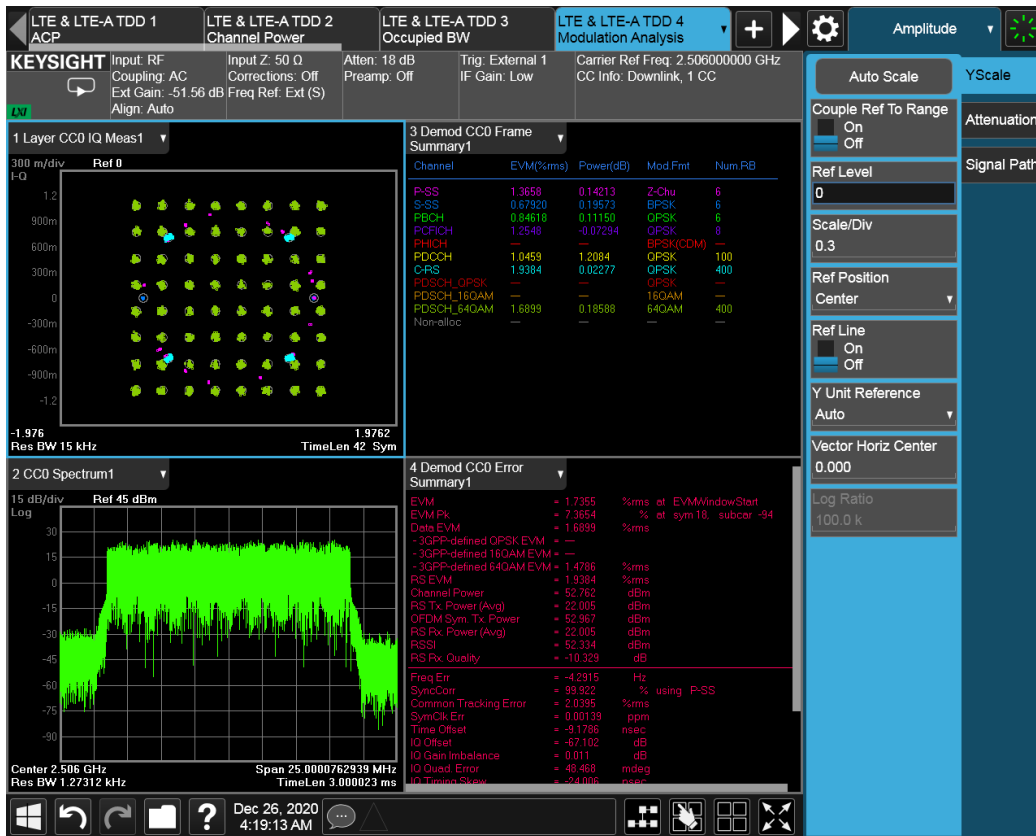 LTE & LTE-A TDD 1
ACP
LTE & LTE-A TDD 2
Channel Power
LTE & LTE-A TDD 3
Occupied BW
LTE & LTE-A TDD 4
Modulation Analysis
Amplitude
KEYSIGHT
LXI
Input: RF
Coupling: AC
Ext Gain: -51.56 dB
Align: Auto
Input Z: 50 Ω
Corrections: Off
Freq Ref: Ext (S)
Atten: 18 dB
Preamp: Off
Trig: External 1
IF Gain: Low
Carrier Ref Freq: 2.506000000 GHz
CC Info: Downlink, 1 CC
1 Layer CC0 IQ Meas1
300 m/div Ref 0
I-Q
1.2
900m
600m
300m
0
-300m
-600m
-900m
-1.2
-1.976 1.9762
Res BW 15 kHz TimeLen 42 Sym
3 Demod CC0 Frame
Summary1
Channel EVM(%rms) Power(dB) Mod.Fmt Num.RB
P-SS 1.3658 0.14213 Z-Chu 6
S-SS 0.67920 0.19573 BPSK 6
PBCH 0.84618 0.11150 QPSK 6
PCFICH 1.2548 -0.07294 QPSK 8
PHICH — — BPSK(CDM) —
PDCCH 1.0459 1.2084 QPSK 100
C-RS 1.9384 0.02277 QPSK 400
PDSCH_QPSK — — QPSK —
PDSCH_16QAM — — 16QAM —
PDSCH_64QAM 1.6899 0.18588 64QAM 400
Non-alloc — — — —
2 CC0 Spectrum1
15 dB/div Ref 45 dBm
Log
30
15
0
-15
-30
-45
-60
-75
-90
Center 2.506 GHz Span 25.0000762939 MHz
Res BW 1.27312 kHz TimeLen 3.000023 ms
4 Demod CC0 Error
Summary1
EVM = 1.7355 %rms at EVMWindowStart
EVM Pk = 7.3654 % at sym 16, subcar -94
Data EVM = 1.6899 %rms
- 3GPP-defined QPSK EVM = —
- 3GPP-defined 16QAM EVM = —
- 3GPP-defined 64QAM EVM = 1.4786 %rms
RS EVM = 1.9384 %rms
Channel Power = 52.762 dBm
RS Tx. Power (Avg) = 22.005 dBm
OFDM Sym. Tx. Power = 52.967 dBm
RS Rx. Power (Avg) = 22.005 dBm
RSSI = 52.334 dBm
RS Rx. Quality = -10.329 dB
Freq Err = -4.2915 Hz
SyncCorr = 99.922 % using P-SS
Common Tracking Error = 2.0395 %rms
SymClk Err = 0.00139 ppm
Time Offset = -9.1786 nsec
IQ Offset = -67.102 dB
IQ Gain Imbalance = 0.011 dB
IQ Quad. Error = 48.468 mdeg
IQ Timing Skew = -24.006 nsec
Auto Scale
Couple Ref To Range
On
Off
Ref Level
0
Scale/Div
0.3
Ref Position
Center
Ref Line
On
Off
Y Unit Reference
Auto
Vector Horiz Center
0.000
Log Ratio
100.0 k
YScale
Attenuation
Signal Path
?
Dec 26, 2020
4:19:13 AM